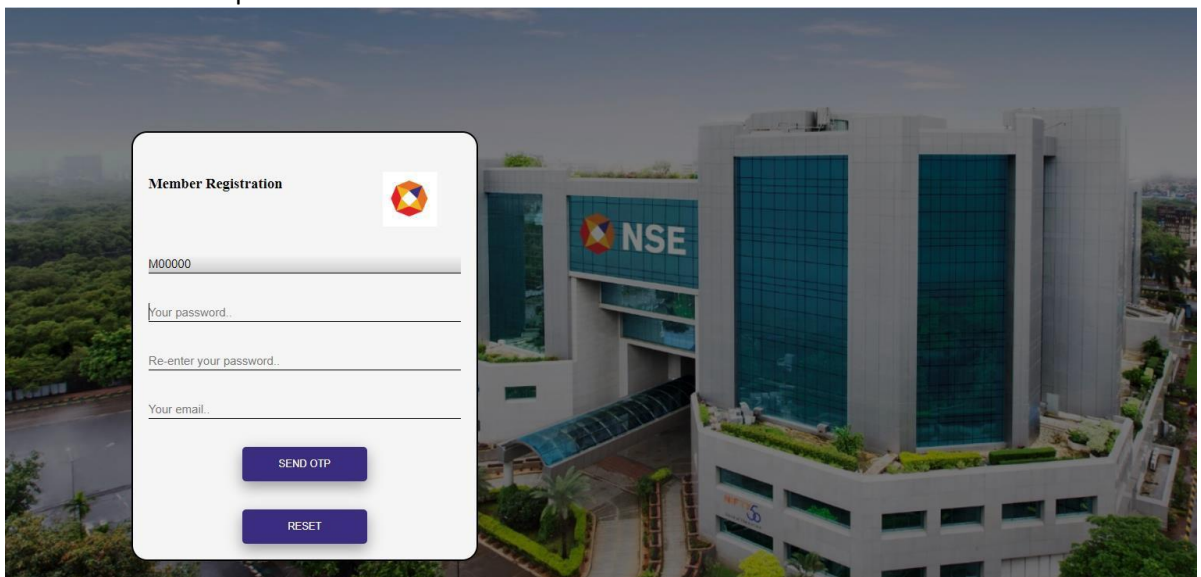 Member Registration
M00000
Your password..
Re-enter your password..
Your email..
SEND OTP
RESET
NSE